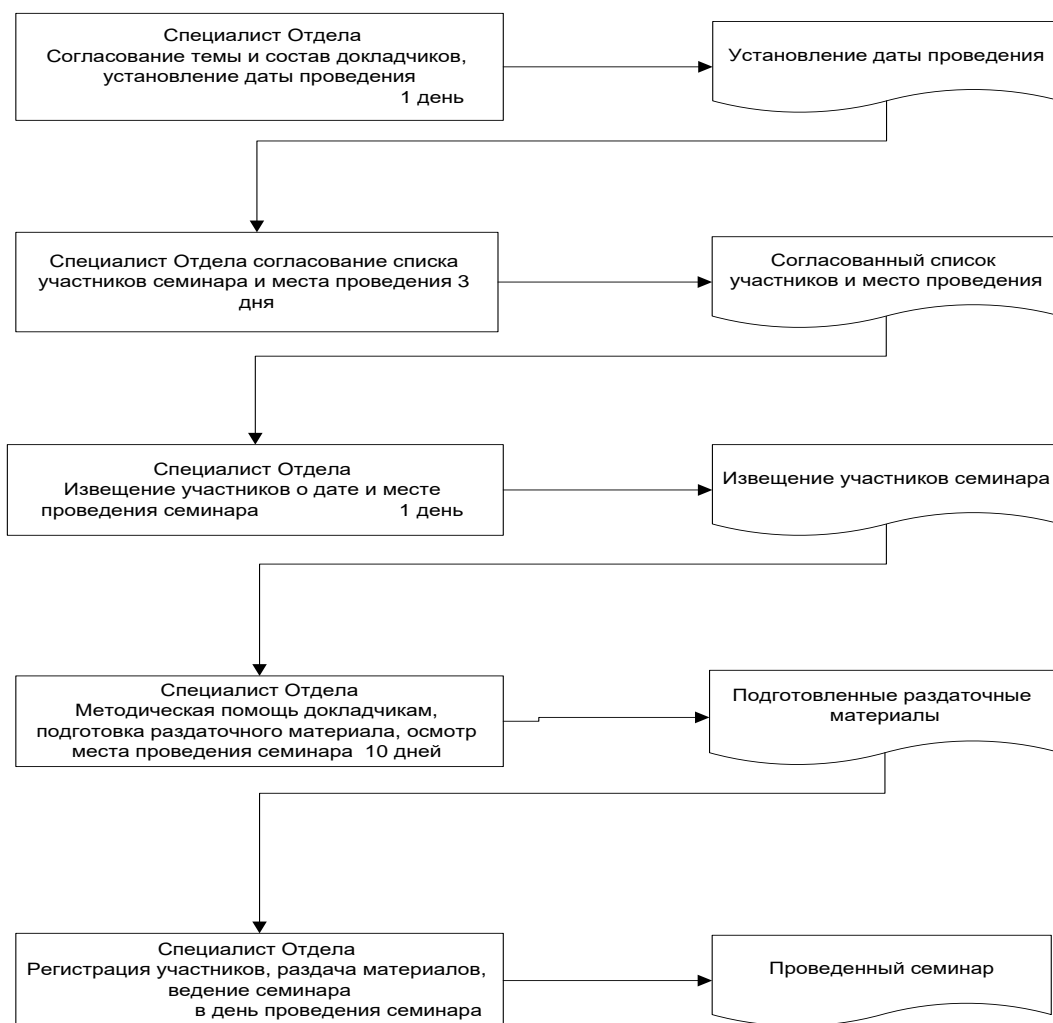 Специалист Отдела
Согласование темы и состав докладчиков,
установление даты проведения
1 день
Установление даты проведения
Специалист Отдела согласование списка
участников семинара и места проведения 3
дня
Согласованный список
участников и место проведения
Специалист Отдела
Извещение участников о дате и месте
проведения семинара 1 день
Извещение участников семинара
Специалист Отдела
Методическая помощь докладчикам,
подготовка раздаточного материала, осмотр
места проведения семинара 10 дней
Подготовленные раздаточные
материалы
Специалист Отдела
Регистрация участников, раздача материалов,
ведение семинара
в день проведения семинара
Проведенный семинар